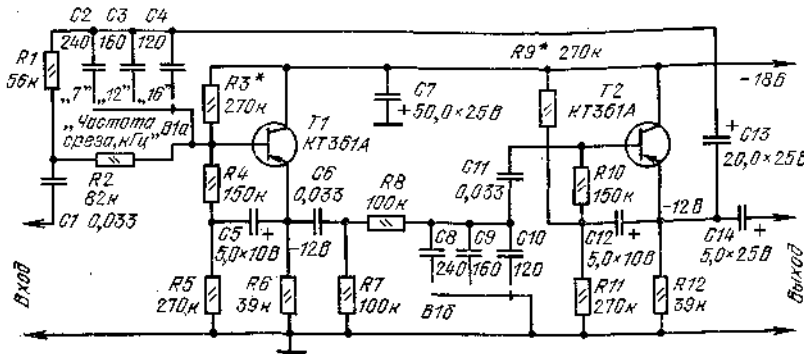 C2 C3 C4
240 160 120
R1
56к
„7" „12" „16"
„Частота среза, кГц" В1а
R2
82к
C1 0,033
Вход
R3*
270к
T1
КТ361А
R4
150к
C5
5,0×10В
R5
270к
R6
39к
-12В
C6
0,033
R7
100к
R8
100к
C7
+ 50,0×25В
C8 C9 C10
240 160 120
В1б
C11
0,033
R9* 270к
T2
КТ361А
R10
150к
C12
5,0×10В
R11
270к
R12
39к
-12В
-18В
+ C13
20,0×25В
C14 +
5,0×25В
Выход